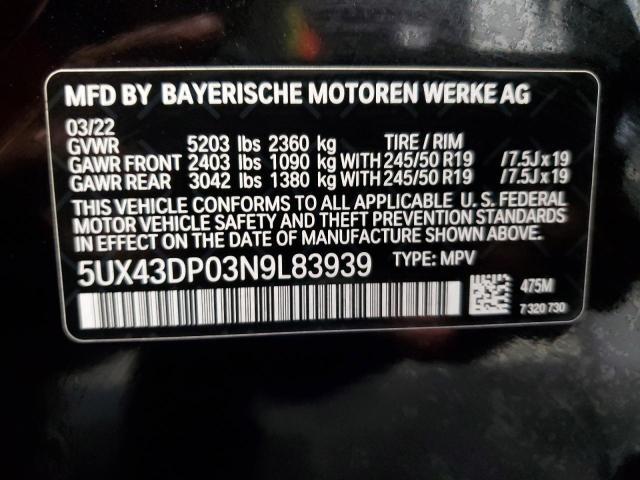 MFD BY BAYERISCHE MOTOREN WERKE AG
03/22
GVWR 5203 lbs 2360 kg TIRE / RIM
GAWR FRONT 2403 lbs 1090 kg WITH 245/50 R19 /7.5J x 19
GAWR REAR 3042 lbs 1380 kg WITH 245/50 R19 /7.5J x 19
THIS VEHICLE CONFORMS TO ALL APPLICABLE U. S. FEDERAL
MOTOR VEHICLE SAFETY AND THEFT PREVENTION STANDARDS
IN EFFECT ON THE DATE OF MANUFACTURE SHOWN ABOVE.
5UX43DP03N9L83939 TYPE: MPV
475M
7 320 730